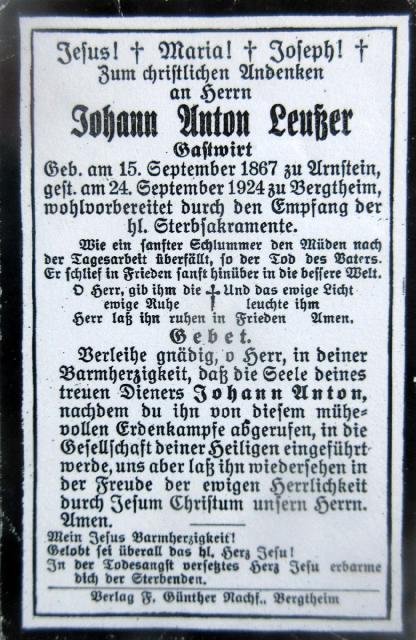 Jesus! † Maria! † Joseph! †
Zum christlichen Andenken
an Herrn
Johann Anton Leußer
Gastwirt
Geb. am 15. September 1867 zu Arnstein,
gest. am 24. September 1924 zu Bergtheim,
wohlvorbereitet durch den Empfang der
hl. Sterbsakramente.
Wie ein sanfter Schlummer den Müden nach
der Tagesarbeit überfällt, so der Tod des Vaters.
Er schlief in Frieden sanft hinüber in die bessere Welt.
O Herr, gib ihm die † Und das ewige Licht
ewige Ruhe leuchte ihm
Herr laß ihn ruhen in Frieden Amen.
Gebet.
Verleihe gnädig, o Herr, in deiner
Barmherzigkeit, daß die Seele deines
treuen Dieners Johann Anton,
nachdem du ihn von diesem mühe-
vollen Erdenkampfe abgerufen, in die
Gesellschaft deiner Heiligen eingeführt
werde, uns aber laß ihn wiedersehen in
der Freude der ewigen Herrlichkeit
durch Jesum Christum unsern Herrn.
Amen.
Mein Jesus Barmherzigkeit!
Gelobt sei überall das hl. Herz Jesu!
In der Todesangst versetztes Herz Jesu erbarme
dich der Sterbenden.
Verlag F. Günther Nachf., Bergtheim